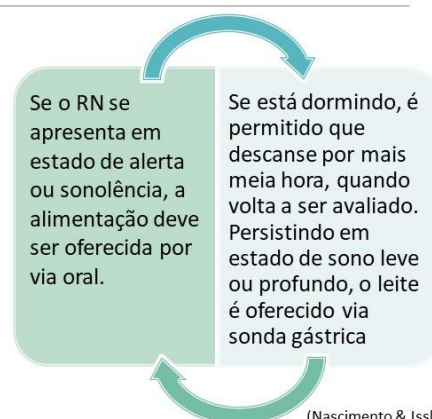 Se o RN se
apresenta em
estado de alerta
ou sonolência, a
alimentação deve
ser oferecida por
via oral.
Se está dormindo, é
permitido que
descanse por mais
meia hora, quando
volta a ser avaliado.
Persistindo em
estado de sono leve
ou profundo, o leite
é oferecido via
sonda gástrica
(Nascimento &